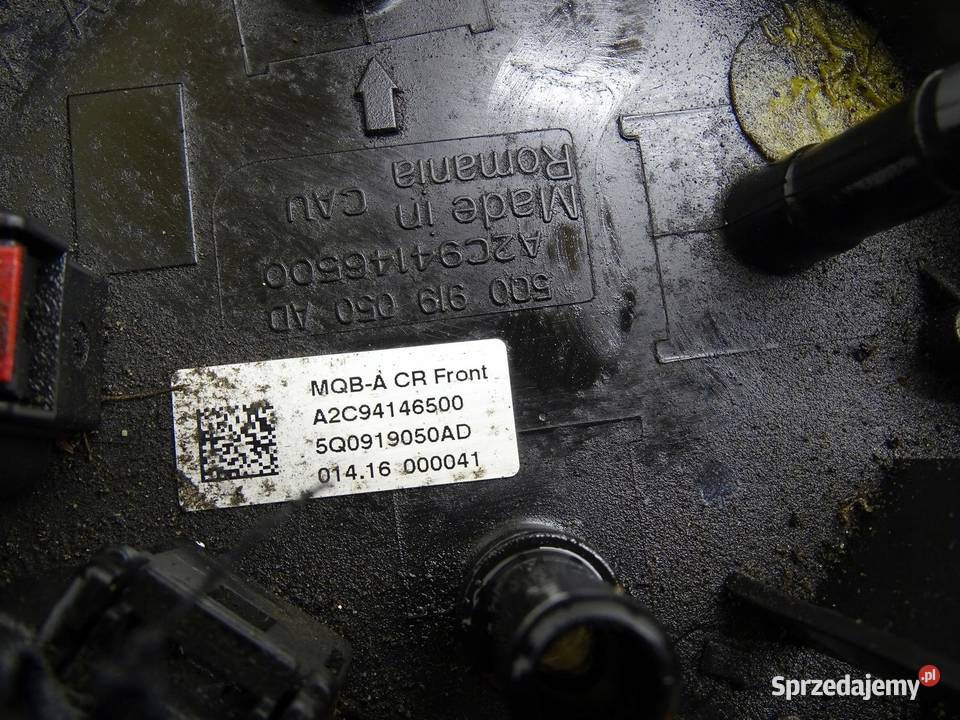 5Q0 919 050 AD
A2C94146500
Made in CAU
Romania
MQB-A CR Front
A2C94146500
5Q0919050AD
014.16 000041
Sprzedajemy.pl